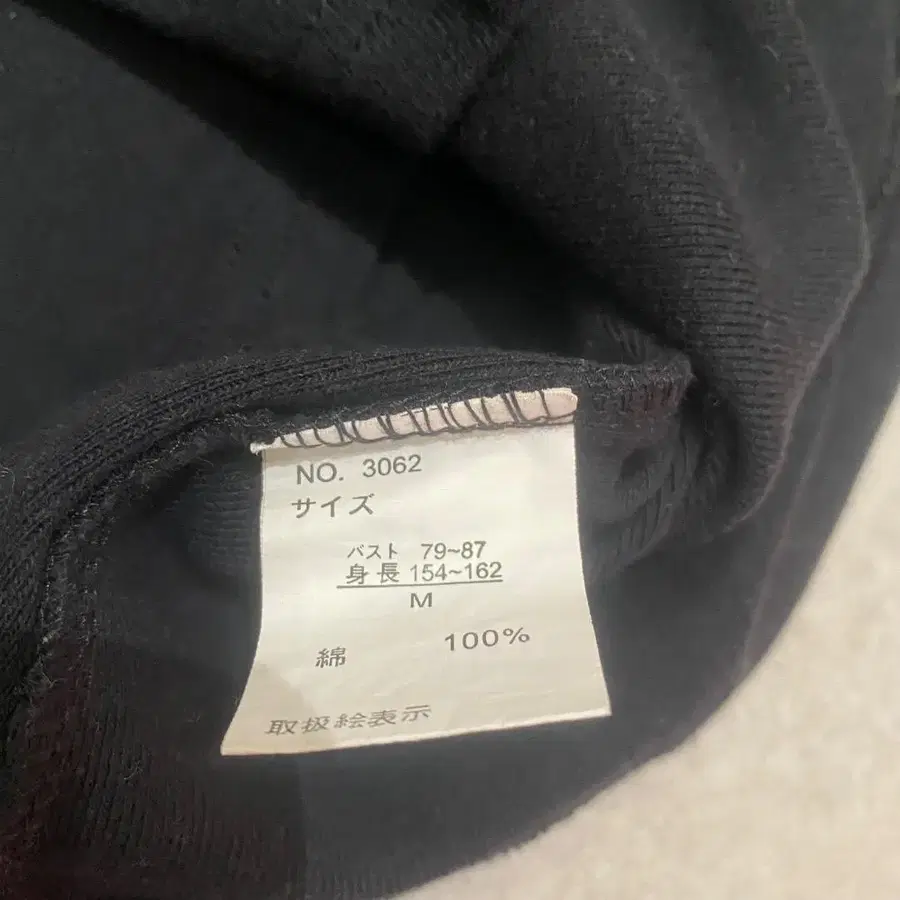 NO. 3062
サイズ
バスト 79~87
身長 154~162
M
綿 100%
取扱絵表示